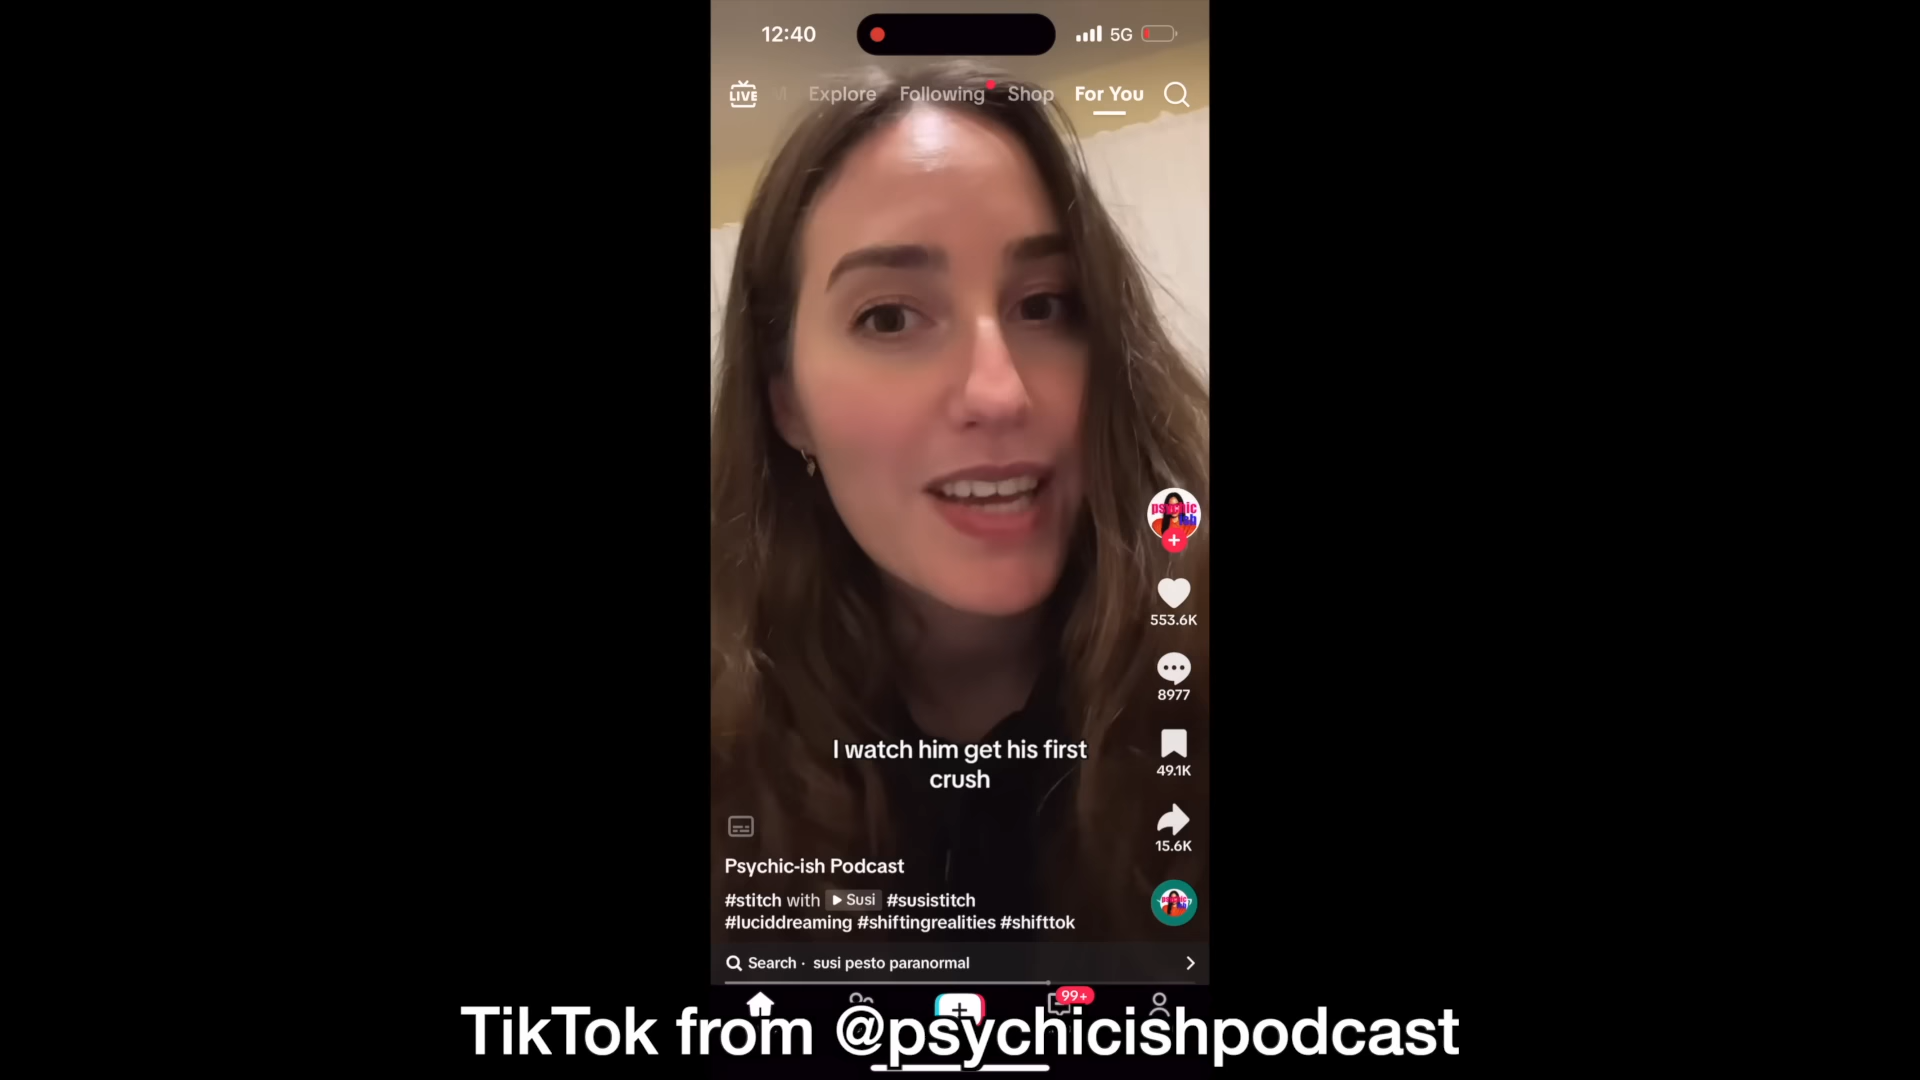 12:40
5G
LIVE
Explore
Following
Shop
For You
psychic
ish
553.6K
8977
49.1K
15.6K
I watch him get his first
crush
Psychic-ish Podcast
#stitch with Susi #susistitch
#luciddreaming #shiftingrealities #shifttok
Search · susi pesto paranormal
99+
TikTok from @psychicishpodcast